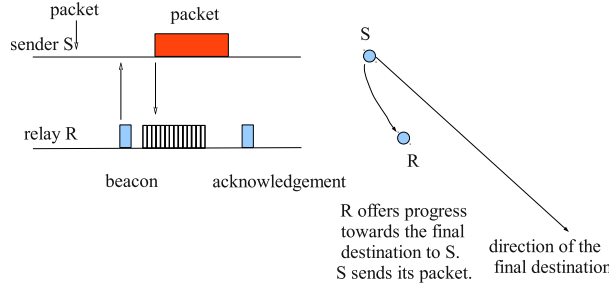 packet
packet
sender S
S
relay R
R
beacon
acknowledgement
R offers progress
towards the final
destination to S.
S sends its packet.
direction of the
final destination